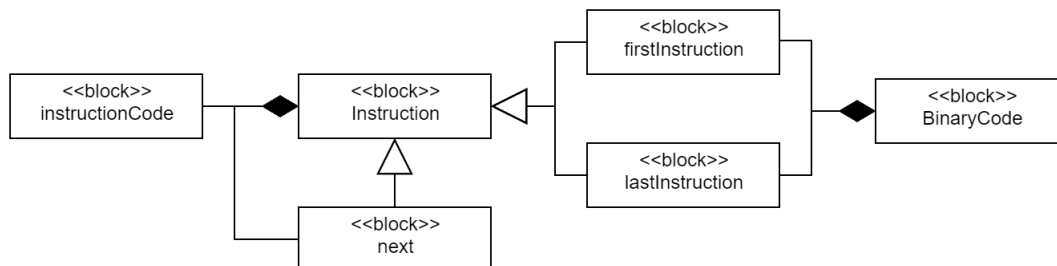 <<block>>
firstInstruction
<<block>>
instructionCode
<<block>>
Instruction
<<block>>
BinaryCode
<<block>>
lastInstruction
<<block>>
next